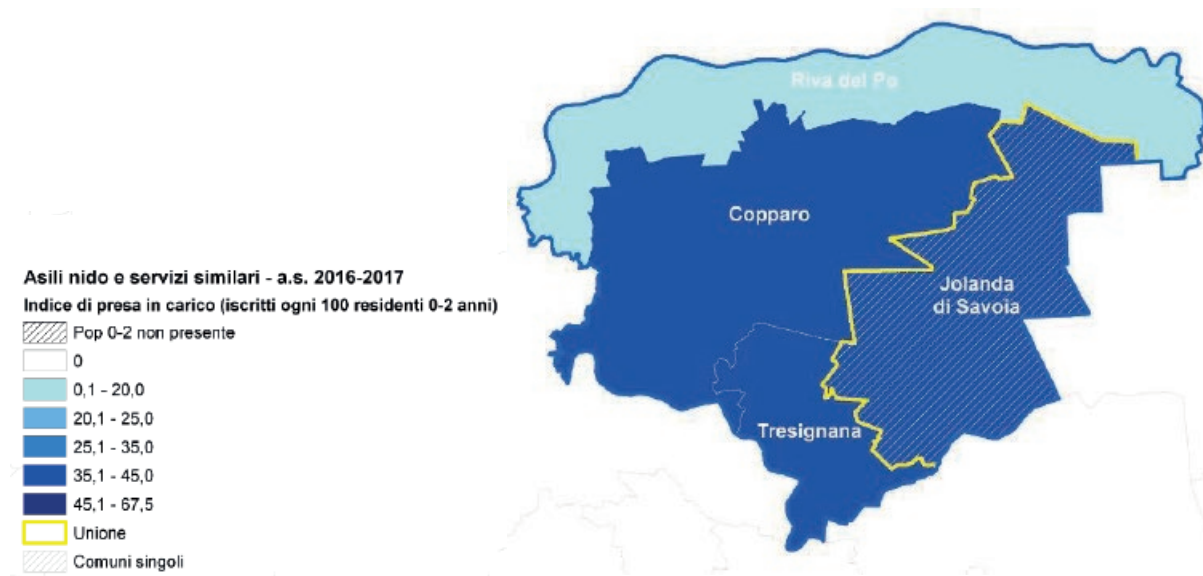 Riva del Po
Copparo
Jolanda
di Savoia
Tresignana
Asili nido e servizi similari - a.s. 2016-2017
Indice di presa in carico (iscritti ogni 100 residenti 0-2 anni)
Pop 0-2 non presente
0
0,1 - 20,0
20,1 - 25,0
25,1 - 35,0
35,1 - 45,0
45,1 - 67,5
Unione
Comuni singoli